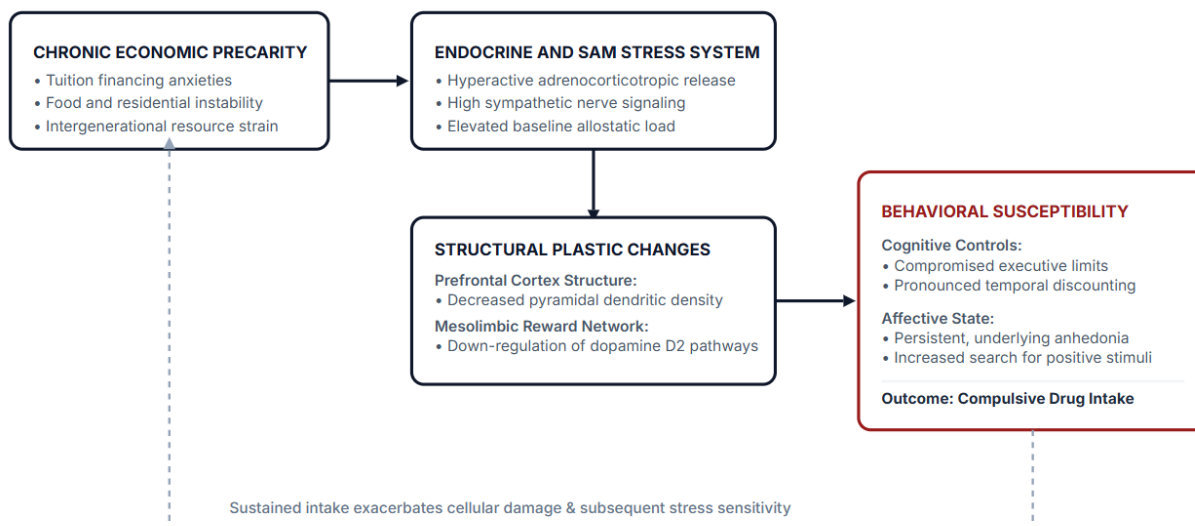 CHRONIC ECONOMIC PRECARITY
• Tuition financing anxieties
• Food and residential instability
• Intergenerational resource strain
ENDOCRINE AND SAM STRESS SYSTEM
• Hyperactive adrenocorticotropic release
• High sympathetic nerve signaling
• Elevated baseline allostatic load
STRUCTURAL PLASTIC CHANGES
Prefrontal Cortex Structure:
• Decreased pyramidal dendritic density
Mesolimbic Reward Network:
• Down-regulation of dopamine D2 pathways
BEHAVIORAL SUSCEPTIBILITY
Cognitive Controls:
• Compromised executive limits
• Pronounced temporal discounting
Affective State:
• Persistent, underlying anhedonia
• Increased search for positive stimuli
Outcome: Compulsive Drug Intake
Sustained intake exacerbates cellular damage & subsequent stress sensitivity